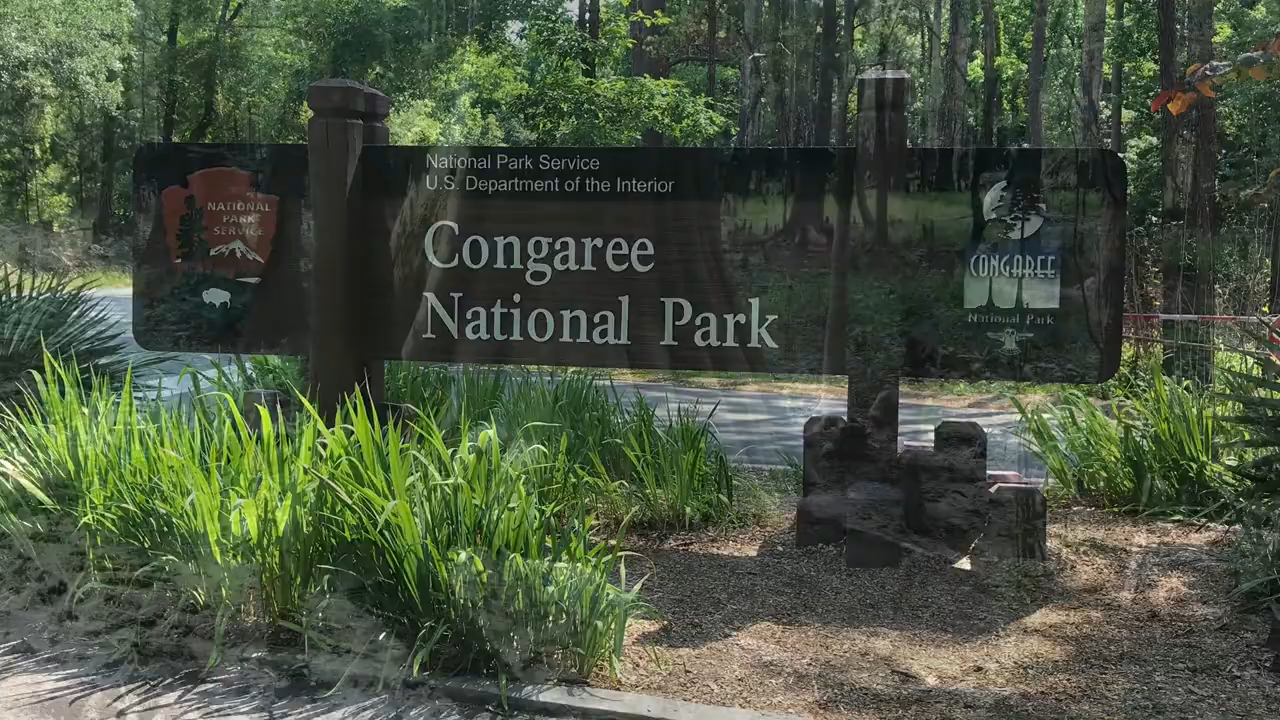 National Park Service
U.S. Department of the Interior
NATIONAL
PARK
SERVICE
Congaree
National Park
CONGAREE
National Park